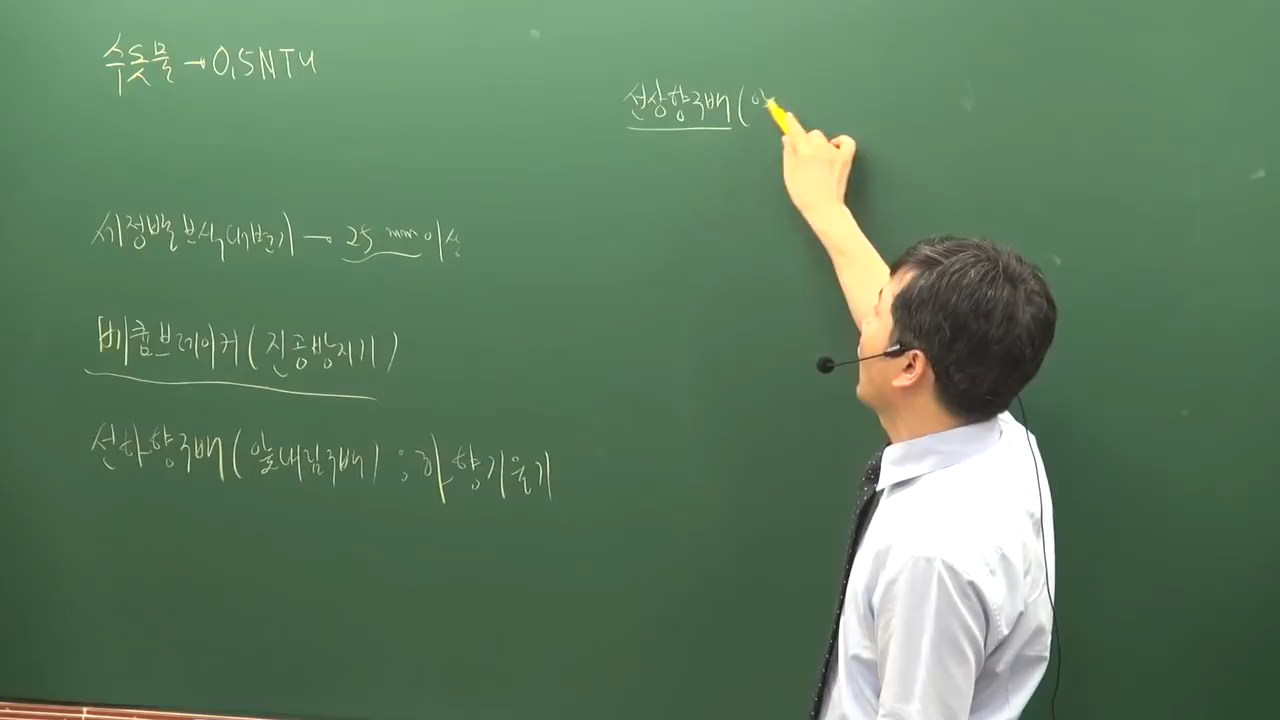 수돗물 → 0.5NTU
세정밸브식대변기 → 25 mm 이상
버큠브레이커(진공방지기)
선하향구배(앞내림구배) ; 하향기울기
선상향구배(